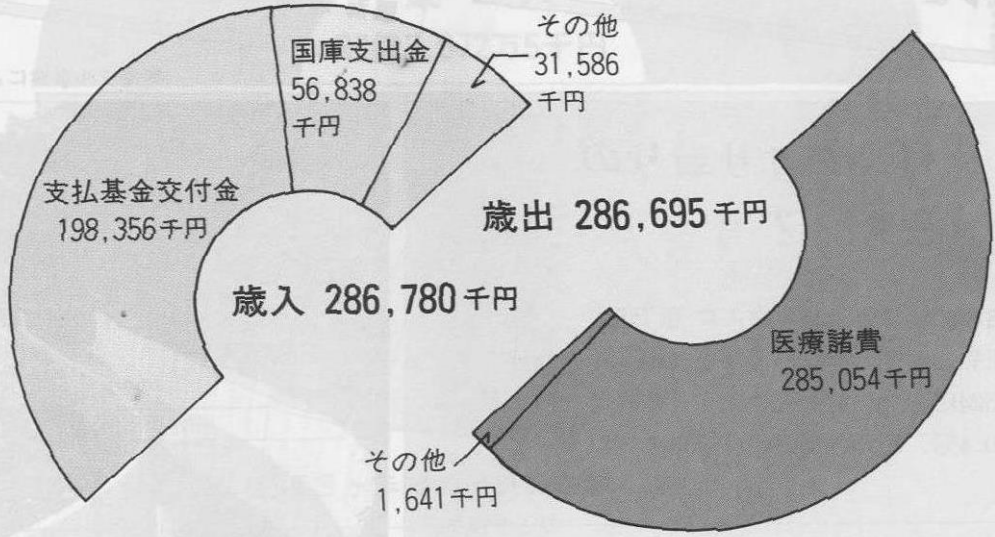 その他
31,586
千円
国庫支出金
56,838
千円
支払基金交付金
198,356千円
歳入 286,780千円
歳出 286,695千円
医療諸費
285,054千円
その他
1,641千円